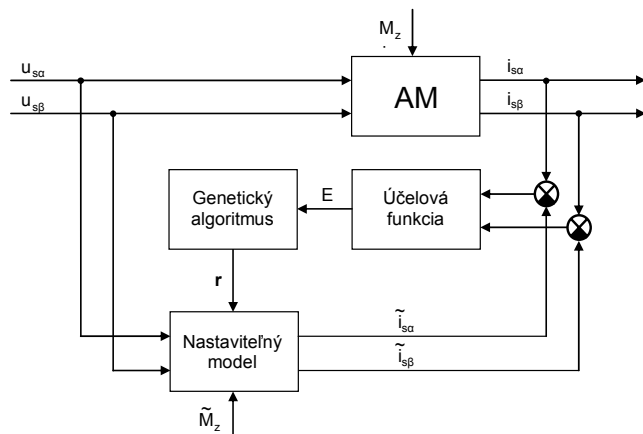 M_z
u_sα
i_sα
AM
u_sβ
i_sβ
Genetický
algoritmus
E
Účelová
funkcia
r
Nastaviteľný
model
ĩ_sα
ĩ_sβ
M̃_z